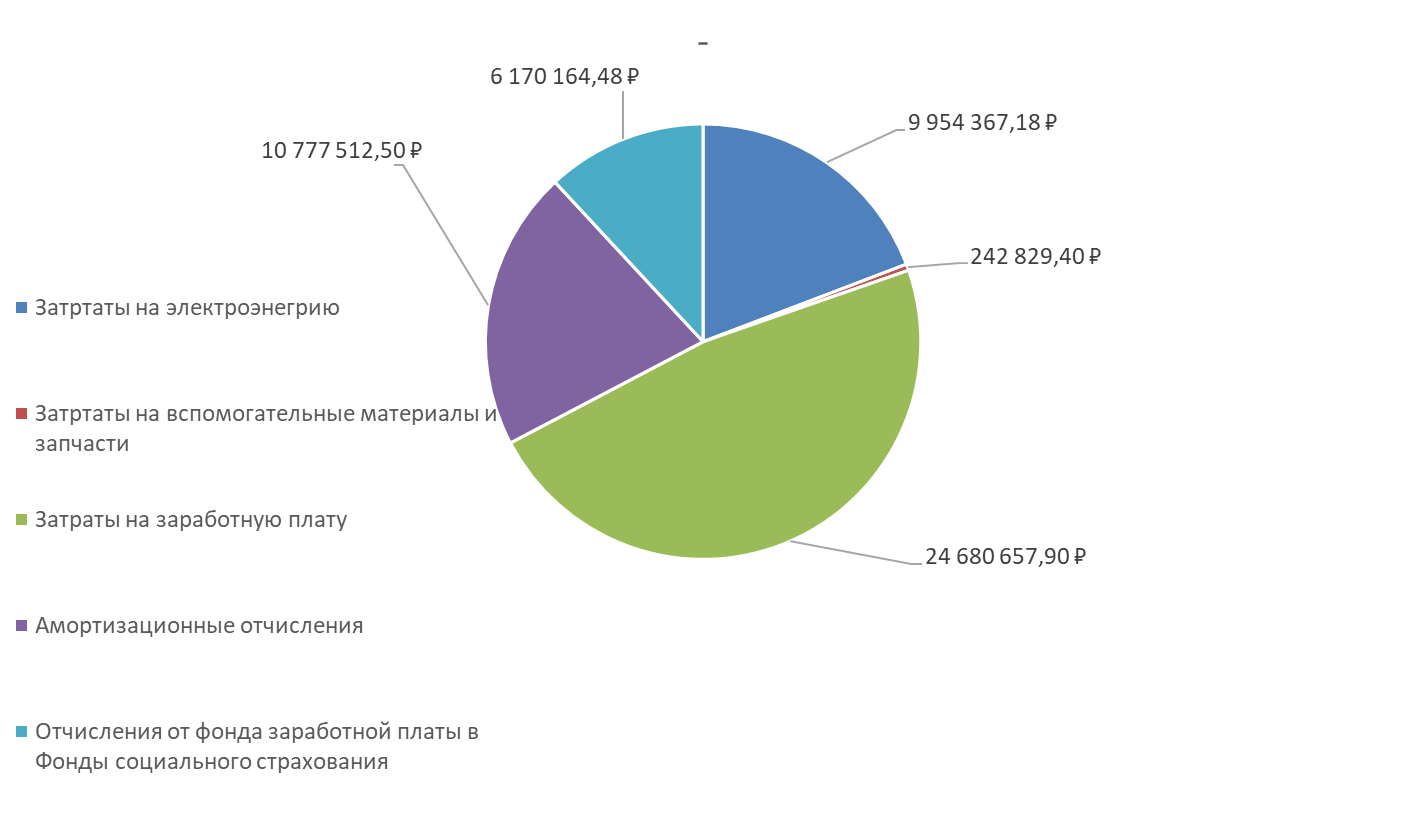 -
6 170 164,48 ₽
9 954 367,18 ₽
10 777 512,50 ₽
242 829,40 ₽
Затртаты на электроэнегрию
Затртаты на вспомогательные материалы и
запчасти
Затраты на заработную плату
24 680 657,90 ₽
Амортизационные отчисления
Отчисления от фонда заработной платы в
Фонды социального страхования